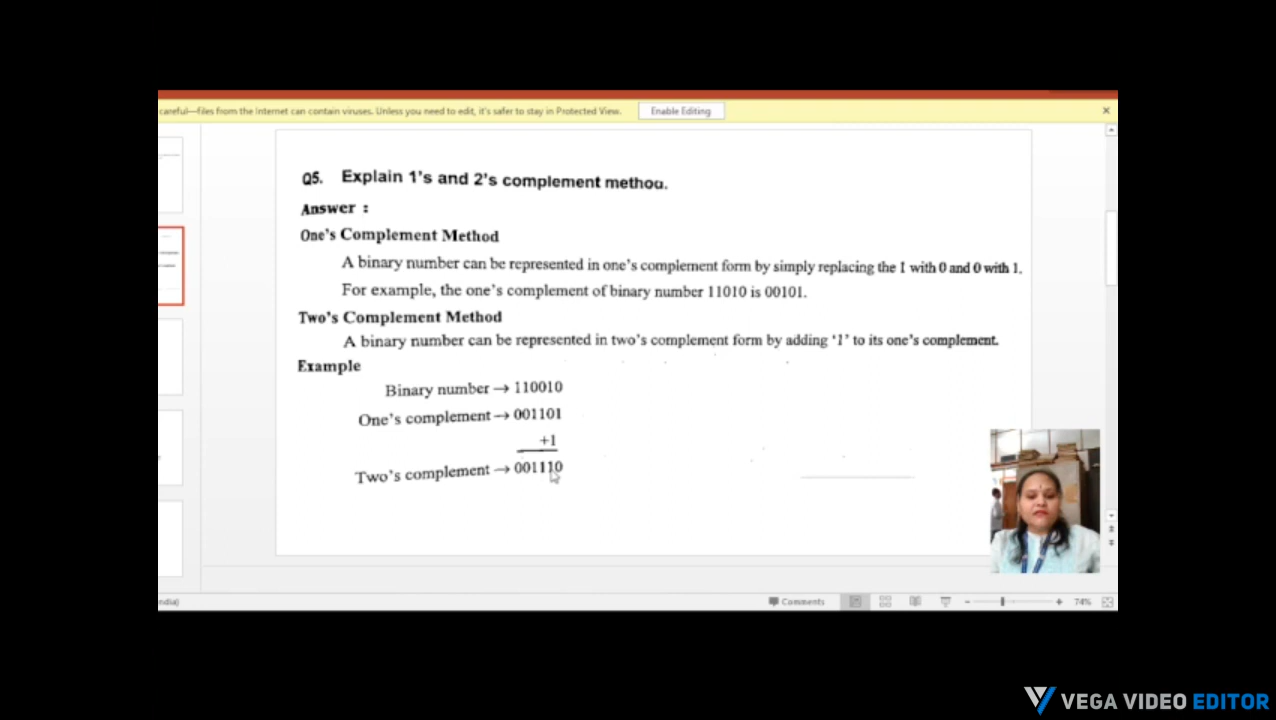 careful—files from the Internet can contain viruses. Unless you need to edit, it's safer to stay in Protected View. Enable Editing
Q5. Explain 1's and 2's complement method.
Answer :
One's Complement Method
A binary number can be represented in one's complement form by simply replacing the 1 with 0 and 0 with 1.
For example, the one's complement of binary number 11010 is 00101.
Two's Complement Method
A binary number can be represented in two's complement form by adding '1' to its one's complement.
Example
Binary number → 110010
One's complement → 001101
+1
Two's complement → 001110
ndia) Comments 74%
VEGA VIDEO EDITOR